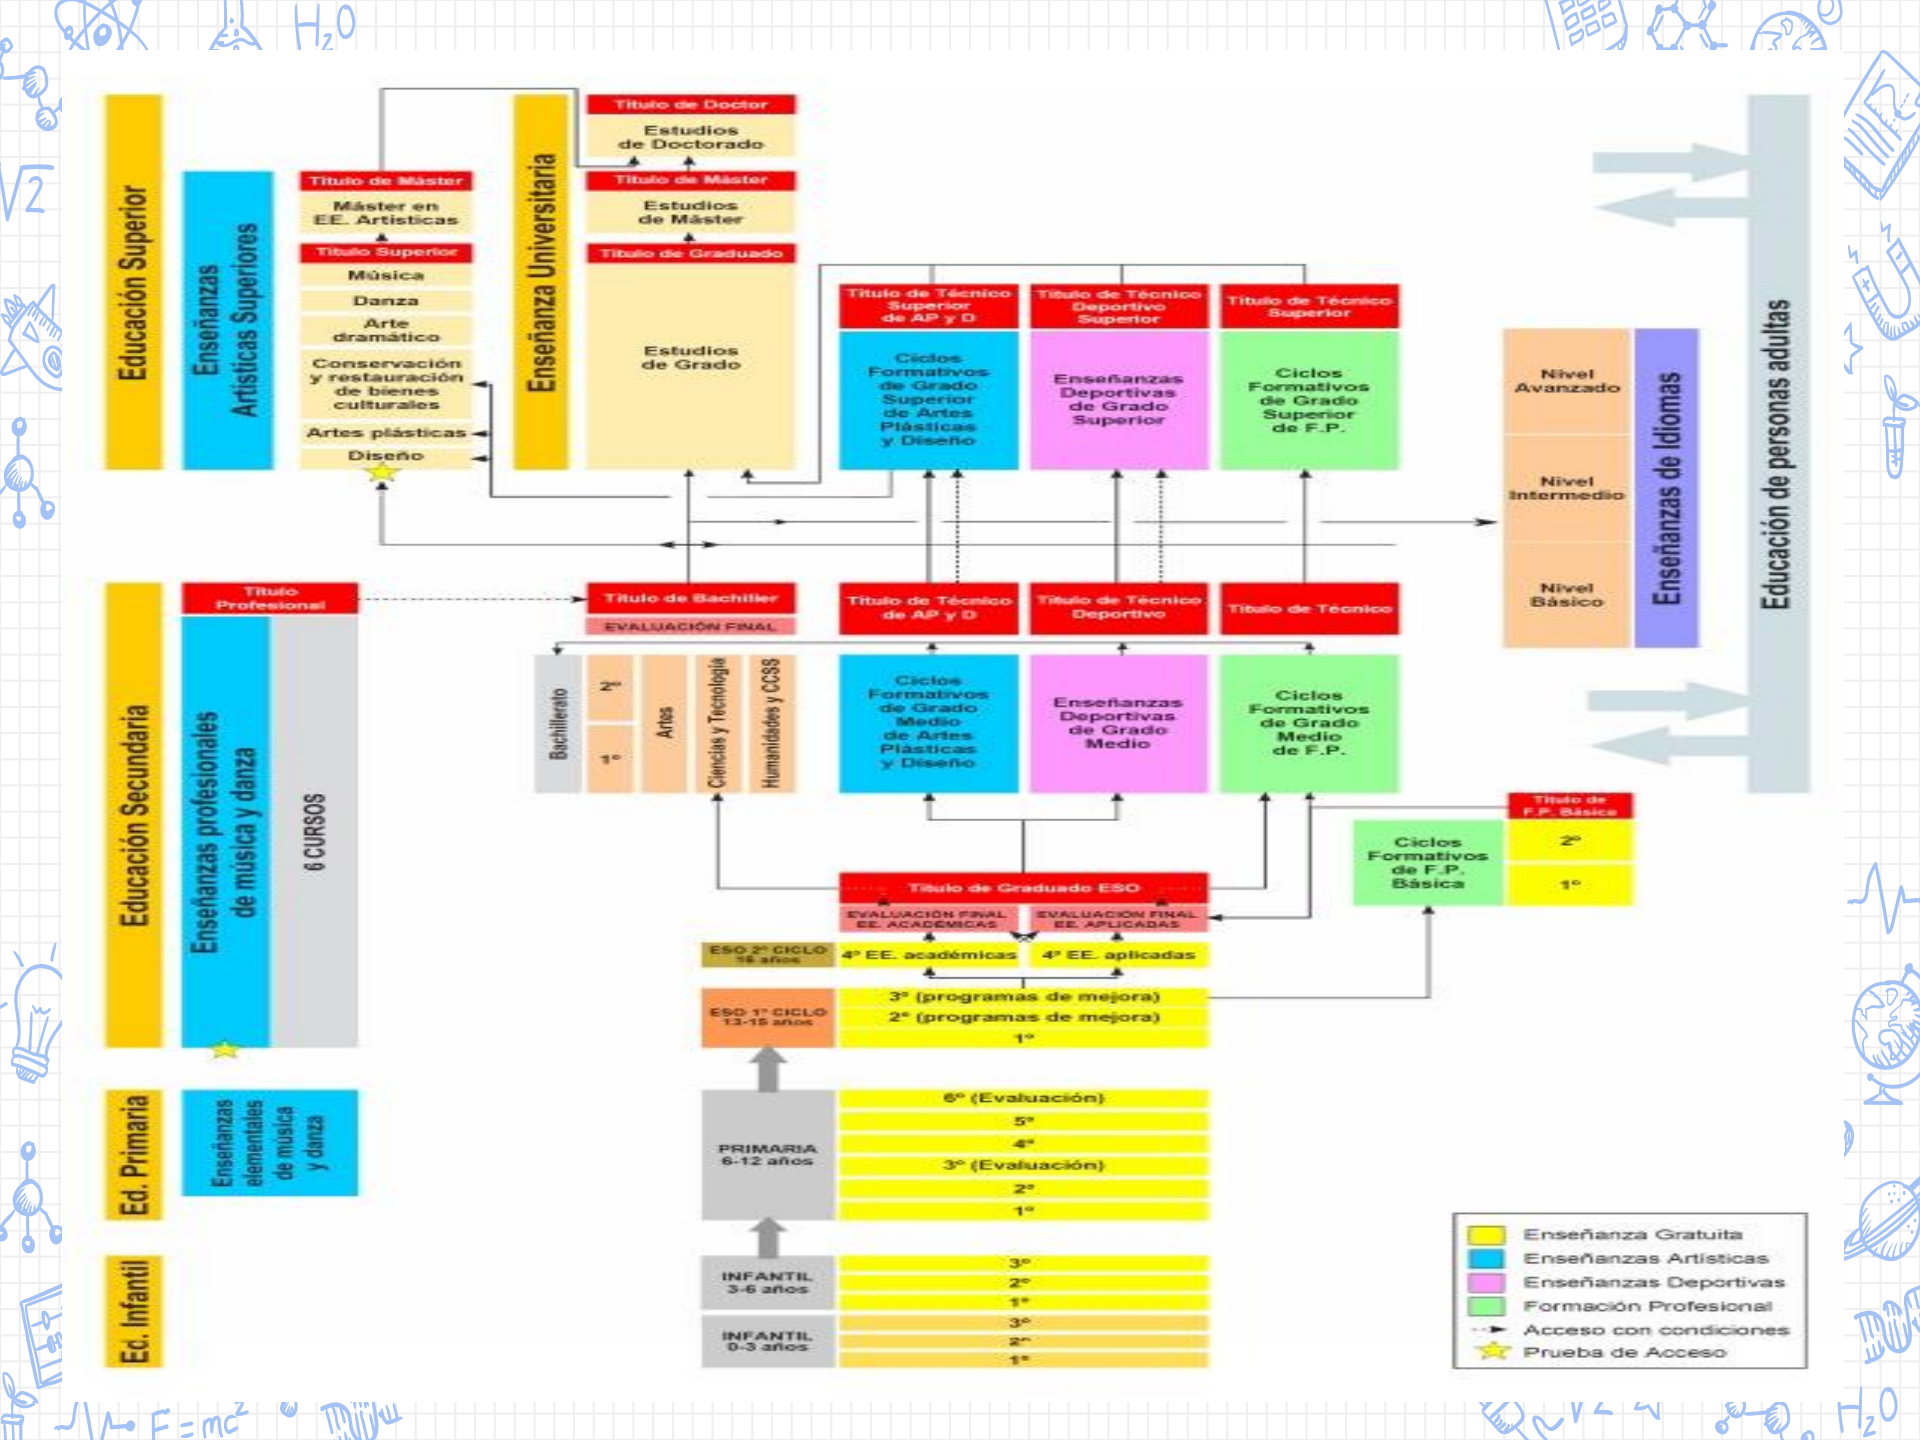 H₂O
Educación Superior
Enseñanzas
Artísticas Superiores
Título de Máster
Máster en
EE. Artísticas
Título Superior
Música
Danza
Arte
dramático
Conservación
y restauración
de bienes
culturales
Artes plásticas
Diseño
Enseñanza Universitaria
Título de Doctor
Estudios
de Doctorado
Título de Máster
Estudios
de Máster
Título de Graduado
Estudios
de Grado
Título de Técnico
Superior
de AP y D
Ciclos
Formativos
de Grado
Superior
de Artes
Plásticas
y Diseño
Título de Técnico
Deportivo
Superior
Enseñanzas
Deportivas
de Grado
Superior
Título de Técnico
Superior
Ciclos
Formativos
de Grado
Superior
de F.P.
Nivel
Avanzado
Nivel
Intermedio
Nivel
Básico
Enseñanzas de Idiomas
Educación de personas adultas
Educación Secundaria
Título
Profesional
Enseñanzas profesionales
de música y danza
6 CURSOS
Título de Bachiller
EVALUACIÓN FINAL
Bachillerato
2º
1º
Artes
Ciencias y Tecnología
Humanidades y CCSS
Título de Técnico
de AP y D
Ciclos
Formativos
de Grado
Medio
de Artes
Plásticas
y Diseño
Título de Técnico
Deportivo
Enseñanzas
Deportivas
de Grado
Medio
Título de Técnico
Ciclos
Formativos
de Grado
Medio
de F.P.
Título de
F.P. Básica
Ciclos
Formativos
de F.P.
Básica
2º
1º
Título de Graduado ESO
EVALUACIÓN FINAL
EE. ACADÉMICAS
EVALUACIÓN FINAL
EE. APLICADAS
ESO 2º CICLO
16 años
4º EE. académicas
4º EE. aplicadas
ESO 1º CICLO
13-15 años
3º (programas de mejora)
2º (programas de mejora)
1º
Ed. Primaria
Enseñanzas
elementales
de música
y danza
PRIMARIA
6-12 años
6º (Evaluación)
5º
4º
3º (Evaluación)
2º
1º
Ed. Infantil
INFANTIL
3-6 años
3º
2º
1º
INFANTIL
0-3 años
3º
2º
1º
Enseñanza Gratuita
Enseñanzas Artísticas
Enseñanzas Deportivas
Formación Profesional
Acceso con condiciones
Prueba de Acceso
√2
E=mc²
H₂O